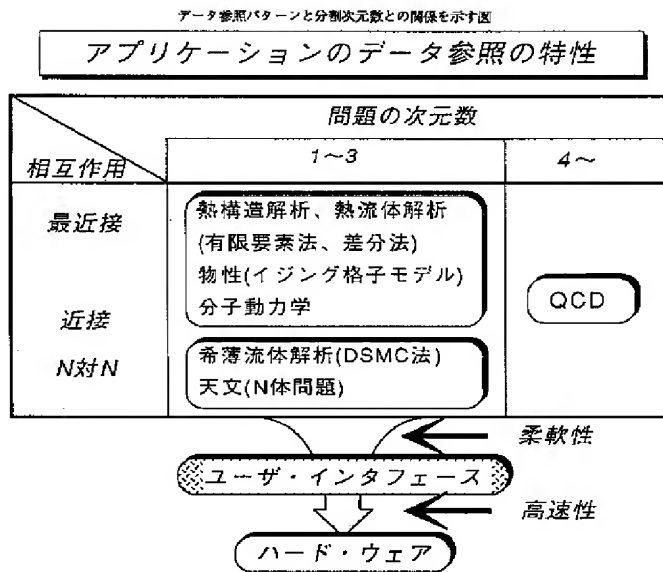 データ参照パターンと分割次元数との関係を示す図
アプリケーションのデータ参照の特性
問題の次元数
相互作用
1～3
4～
最近接
熱構造解析、熱流体解析
(有限要素法、差分法)
物性(イジング格子モデル)
分子動力学
QCD
近接
N対N
希薄流体解析(DSMC法)
天文(N体問題)
柔軟性
ユーザ・インタフェース
高速性
ハード・ウェア